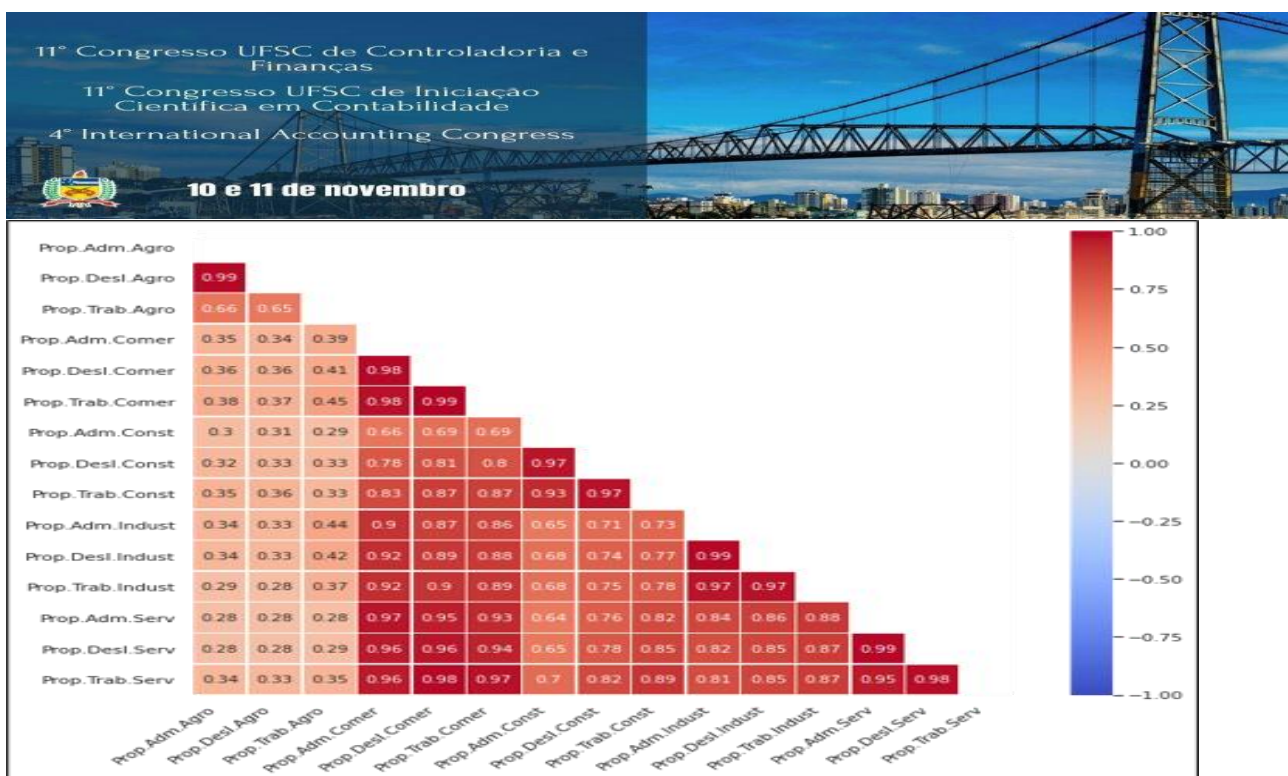 11° Congresso UFSC de Controladoria e
Finanças
11° Congresso UFSC de Iniciação
Científica em Contabilidade
4° International Accounting Congress
10 e 11 de novembro
Prop.Adm.Agro
Prop.Desl.Agro 0.99
Prop.Trab.Agro 0.66 0.65
Prop.Adm.Comer 0.35 0.34 0.39
Prop.Desl.Comer 0.36 0.36 0.41 0.98
Prop.Trab.Comer 0.38 0.37 0.45 0.98 0.99
Prop.Adm.Const 0.3 0.31 0.29 0.66 0.69 0.69
Prop.Desl.Const 0.32 0.33 0.33 0.78 0.81 0.8 0.97
Prop.Trab.Const 0.35 0.36 0.33 0.83 0.87 0.87 0.93 0.97
Prop.Adm.Indust 0.34 0.33 0.44 0.9 0.87 0.86 0.65 0.71 0.73
Prop.Desl.Indust 0.34 0.33 0.42 0.92 0.89 0.88 0.68 0.74 0.77 0.99
Prop.Trab.Indust 0.29 0.28 0.37 0.92 0.9 0.89 0.68 0.75 0.78 0.97 0.97
Prop.Adm.Serv 0.28 0.28 0.28 0.97 0.95 0.93 0.64 0.76 0.82 0.84 0.86 0.88
Prop.Desl.Serv 0.28 0.28 0.29 0.96 0.96 0.94 0.65 0.78 0.85 0.82 0.85 0.87 0.99
Prop.Trab.Serv 0.34 0.33 0.35 0.96 0.98 0.97 0.7 0.82 0.89 0.81 0.85 0.87 0.95 0.98
Prop.Adm.Agro Prop.Desl.Agro Prop.Trab.Agro Prop.Adm.Comer Prop.Desl.Comer Prop.Trab.Comer Prop.Adm.Const Prop.Desl.Const Prop.Trab.Const Prop.Adm.Indust Prop.Desl.Indust Prop.Trab.Indust Prop.Adm.Serv Prop.Desl.Serv Prop.Trab.Serv
1.00
0.75
0.50
0.25
0.00
−0.25
−0.50
−0.75
−1.00